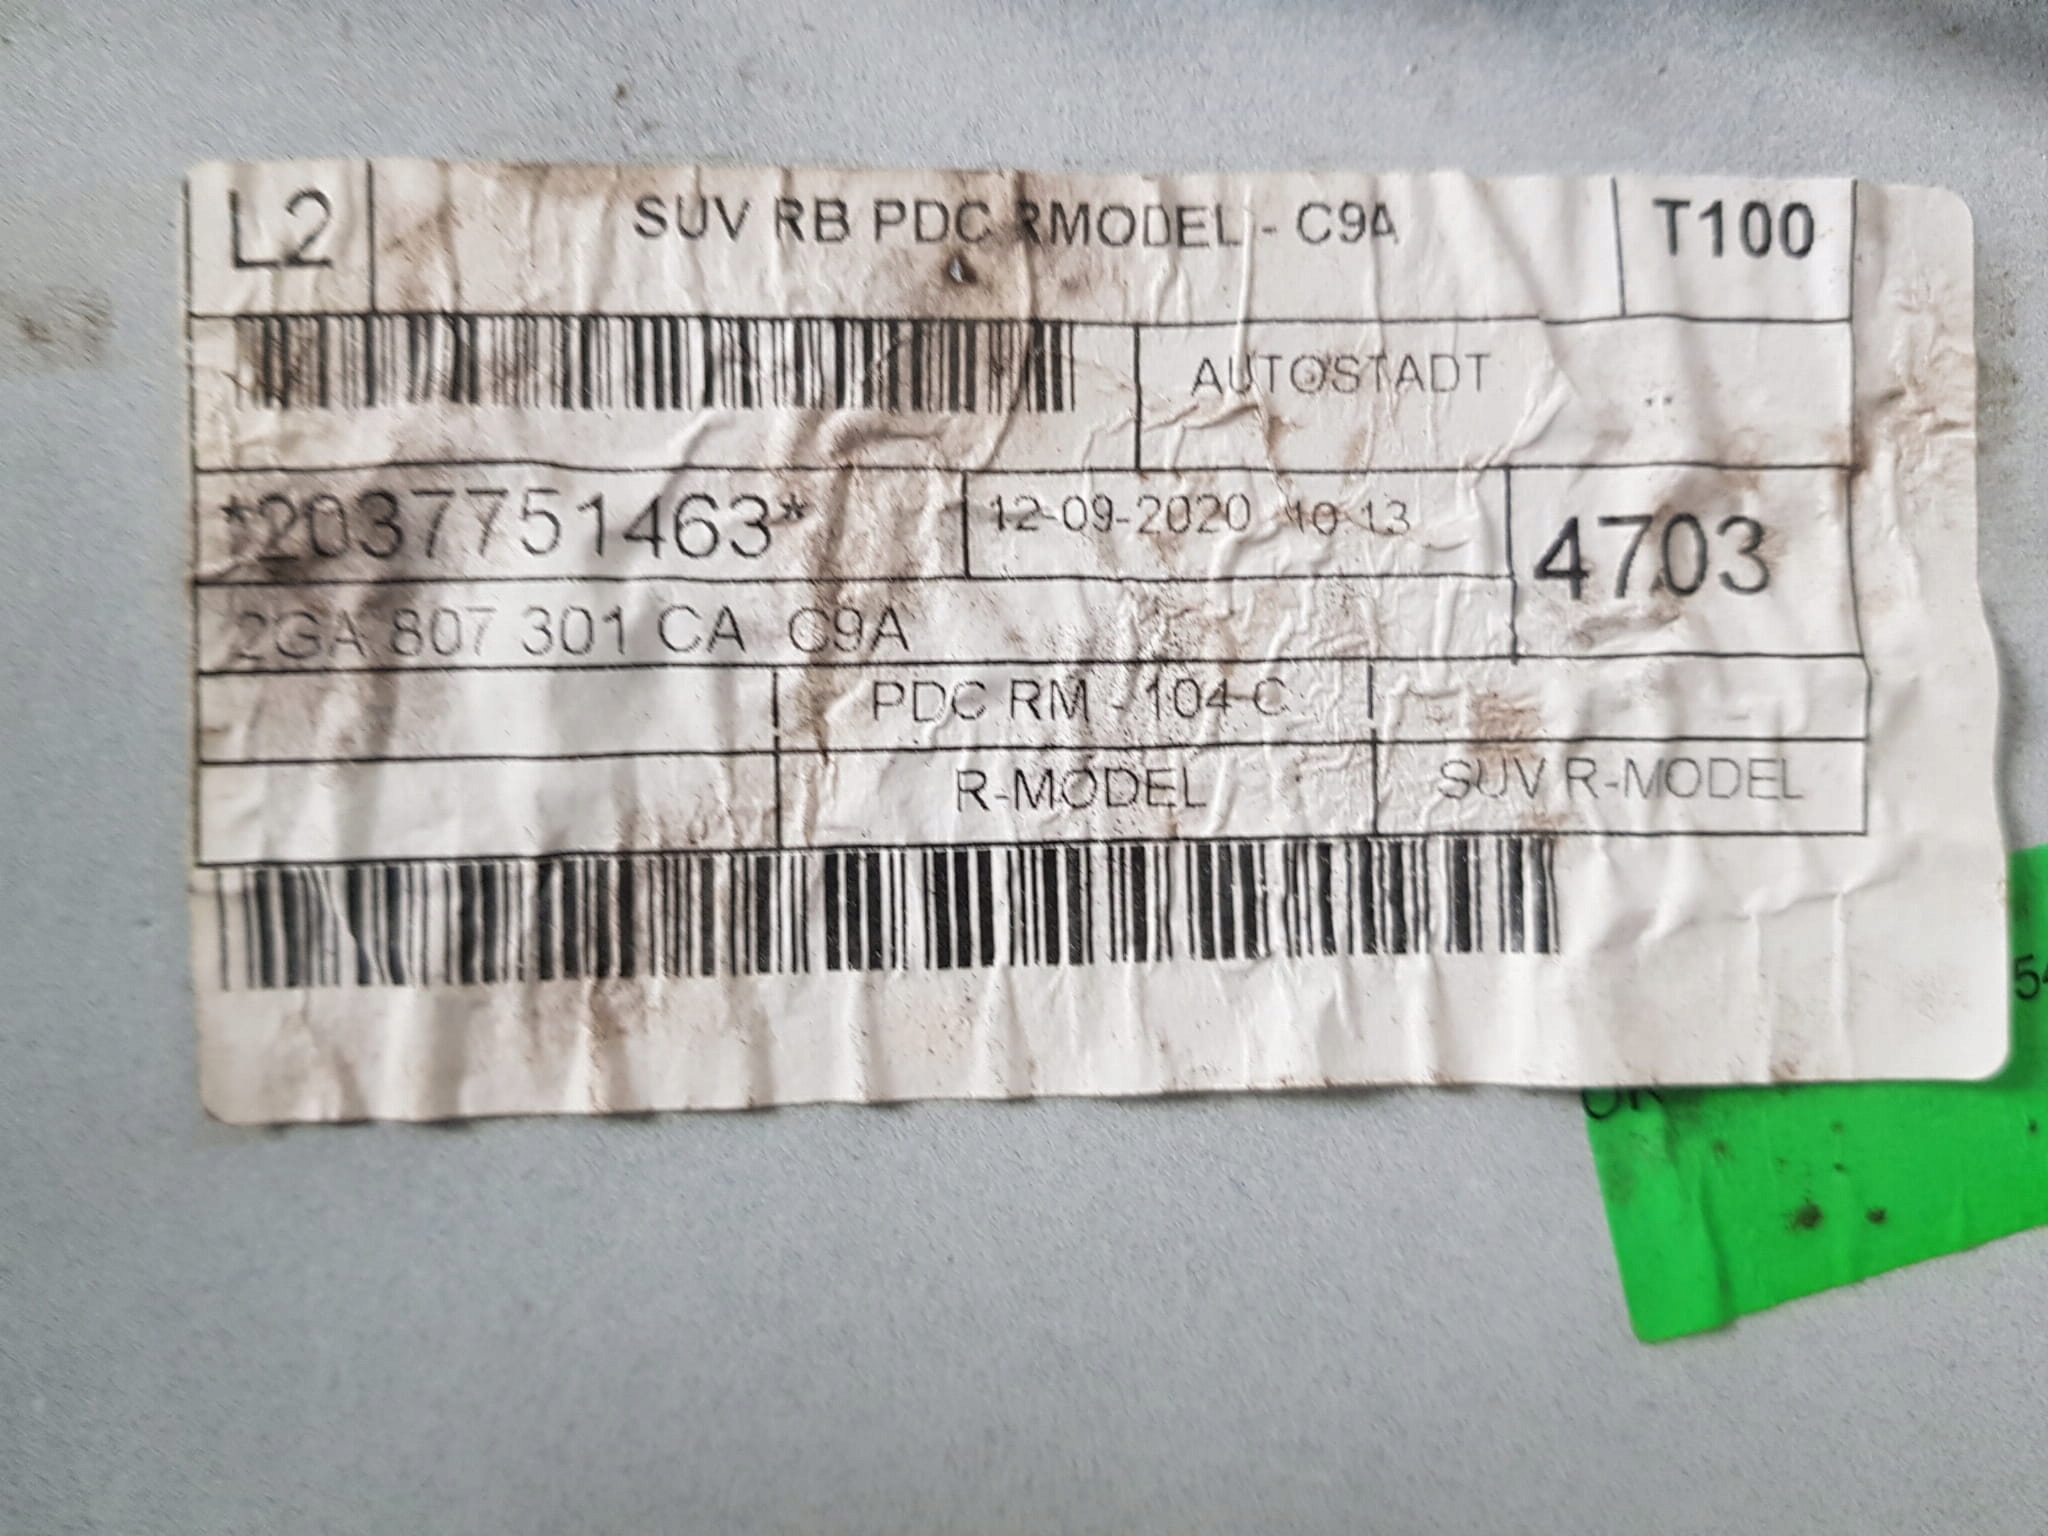 L2 SUV RB PDC RMODEL - C9A T100
AUTOSTADT
*2037751463* 12-09-2020 10:13 4703
2GA 807 301 CA C9A
PDC RM - 104 C
R-MODEL SUV R-MODEL
54